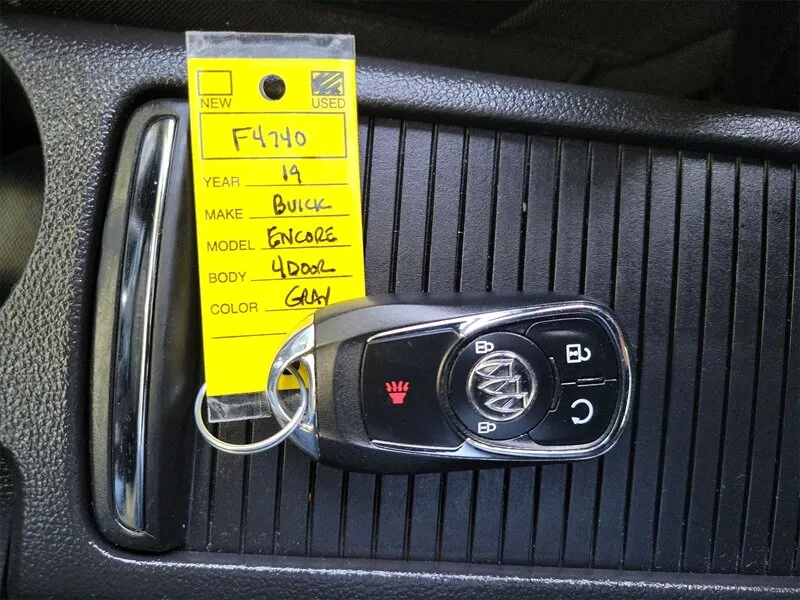 NEW USED
F4740
YEAR 19
MAKE BUICK
MODEL ENCORE
BODY 4DOOR
COLOR GRAY